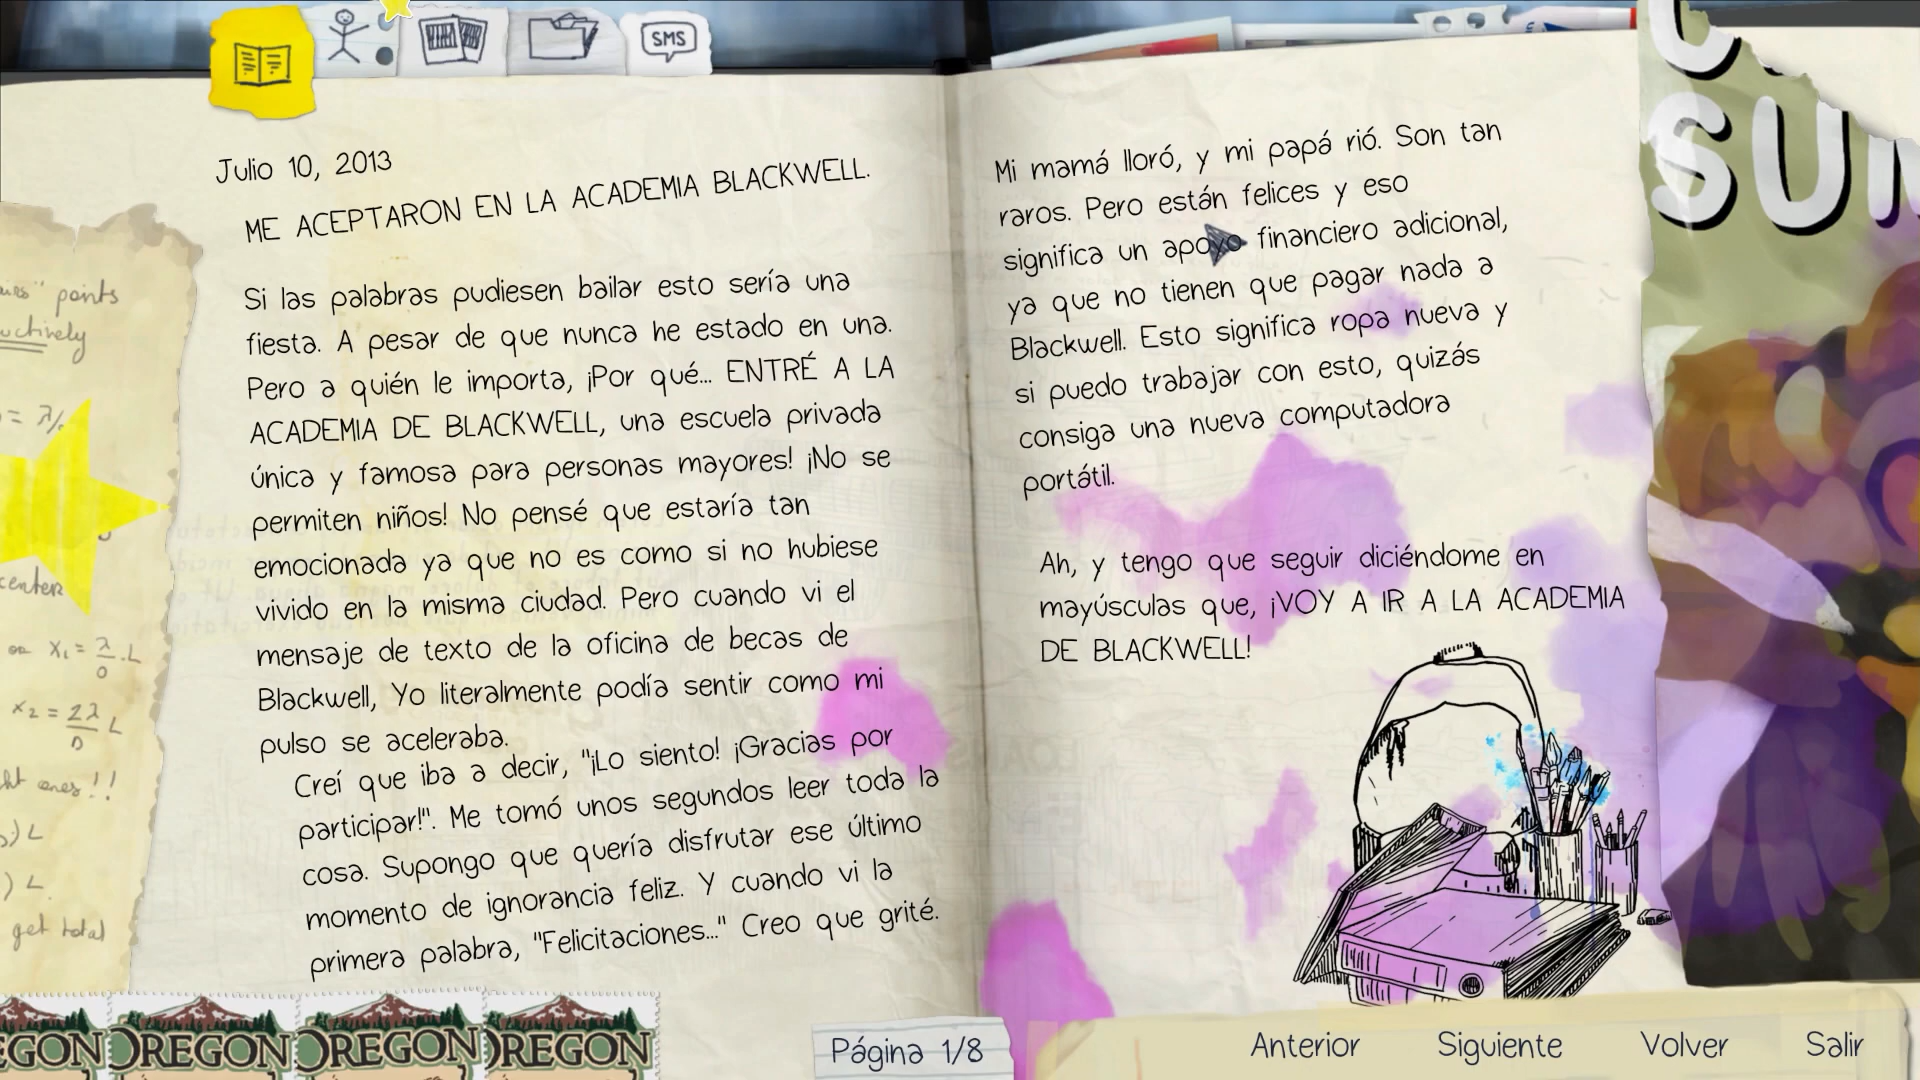 SMS
Julio 10, 2013
ME ACEPTARON EN LA ACADEMIA BLACKWELL.
Si las palabras pudiesen bailar esto sería una
fiesta. A pesar de que nunca he estado en una.
Pero a quién le importa, ¡Por qué... ENTRÉ A LA
ACADEMIA DE BLACKWELL, una escuela privada
única y famosa para personas mayores! ¡No se
permiten niños! No pensé que estaría tan
emocionada ya que no es como si no hubiese
vivido en la misma ciudad. Pero cuando vi el
mensaje de texto de la oficina de becas de
Blackwell, Yo literalmente podía sentir como mi
pulso se aceleraba.
Creí que iba a decir, "¡Lo siento! ¡Gracias por
participar!". Me tomó unos segundos leer toda la
cosa. Supongo que quería disfrutar ese último
momento de ignorancia feliz. Y cuando vi la
primera palabra, "Felicitaciones..." Creo que grité.
Mi mamá lloró, y mi papá rió. Son tan
raros. Pero están felices y eso
significa un apoyo financiero adicional,
ya que no tienen que pagar nada a
Blackwell. Esto significa ropa nueva y
si puedo trabajar con esto, quizás
consiga una nueva computadora
portátil.
Ah, y tengo que seguir diciéndome en
mayúsculas que, ¡VOY A IR A LA ACADEMIA
DE BLACKWELL!
points
center
x₁ = λ/D . L
x₂ = 2λ/D L
ones!!
) L
) L
get total
SUN
EGON OREGON OREGON OREGON
Página 1/8
Anterior Siguiente Volver Salir